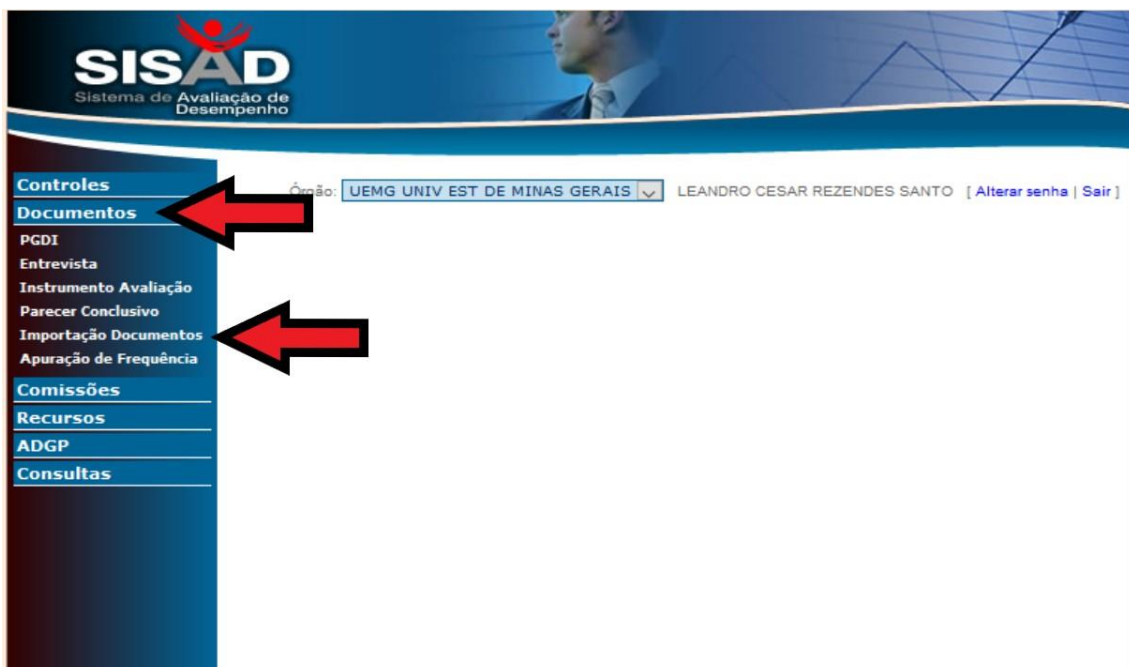 SISAD
Sistema de Avaliação de
Desempenho
Órgão: UEMG UNIV EST DE MINAS GERAIS LEANDRO CESAR REZENDES SANTO [ Alterar senha | Sair ]
Controles
Documentos
PGDI
Entrevista
Instrumento Avaliação
Parecer Conclusivo
Importação Documentos
Apuração de Frequência
Comissões
Recursos
ADGP
Consultas